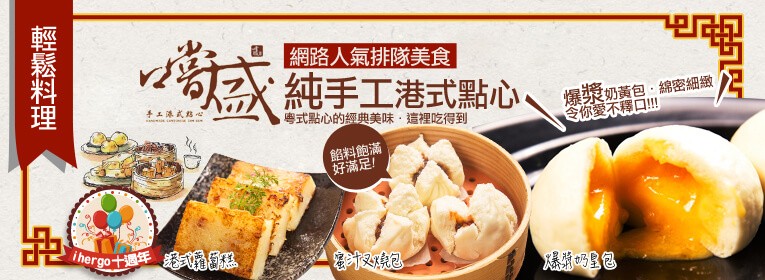 輕鬆料理
嚐盛
手工港式點心
HANDMADE CANTONESE DIM SUM
網路人氣排隊美食
純手工港式點心
粵式點心的經典美味·這裡吃得到
爆漿奶黃包·綿密細緻
令你愛不釋口!!!
餡料飽滿
好滿足!
ihergo十週年
港式蘿蔔糕
蜜汁叉燒包
爆漿奶皇包